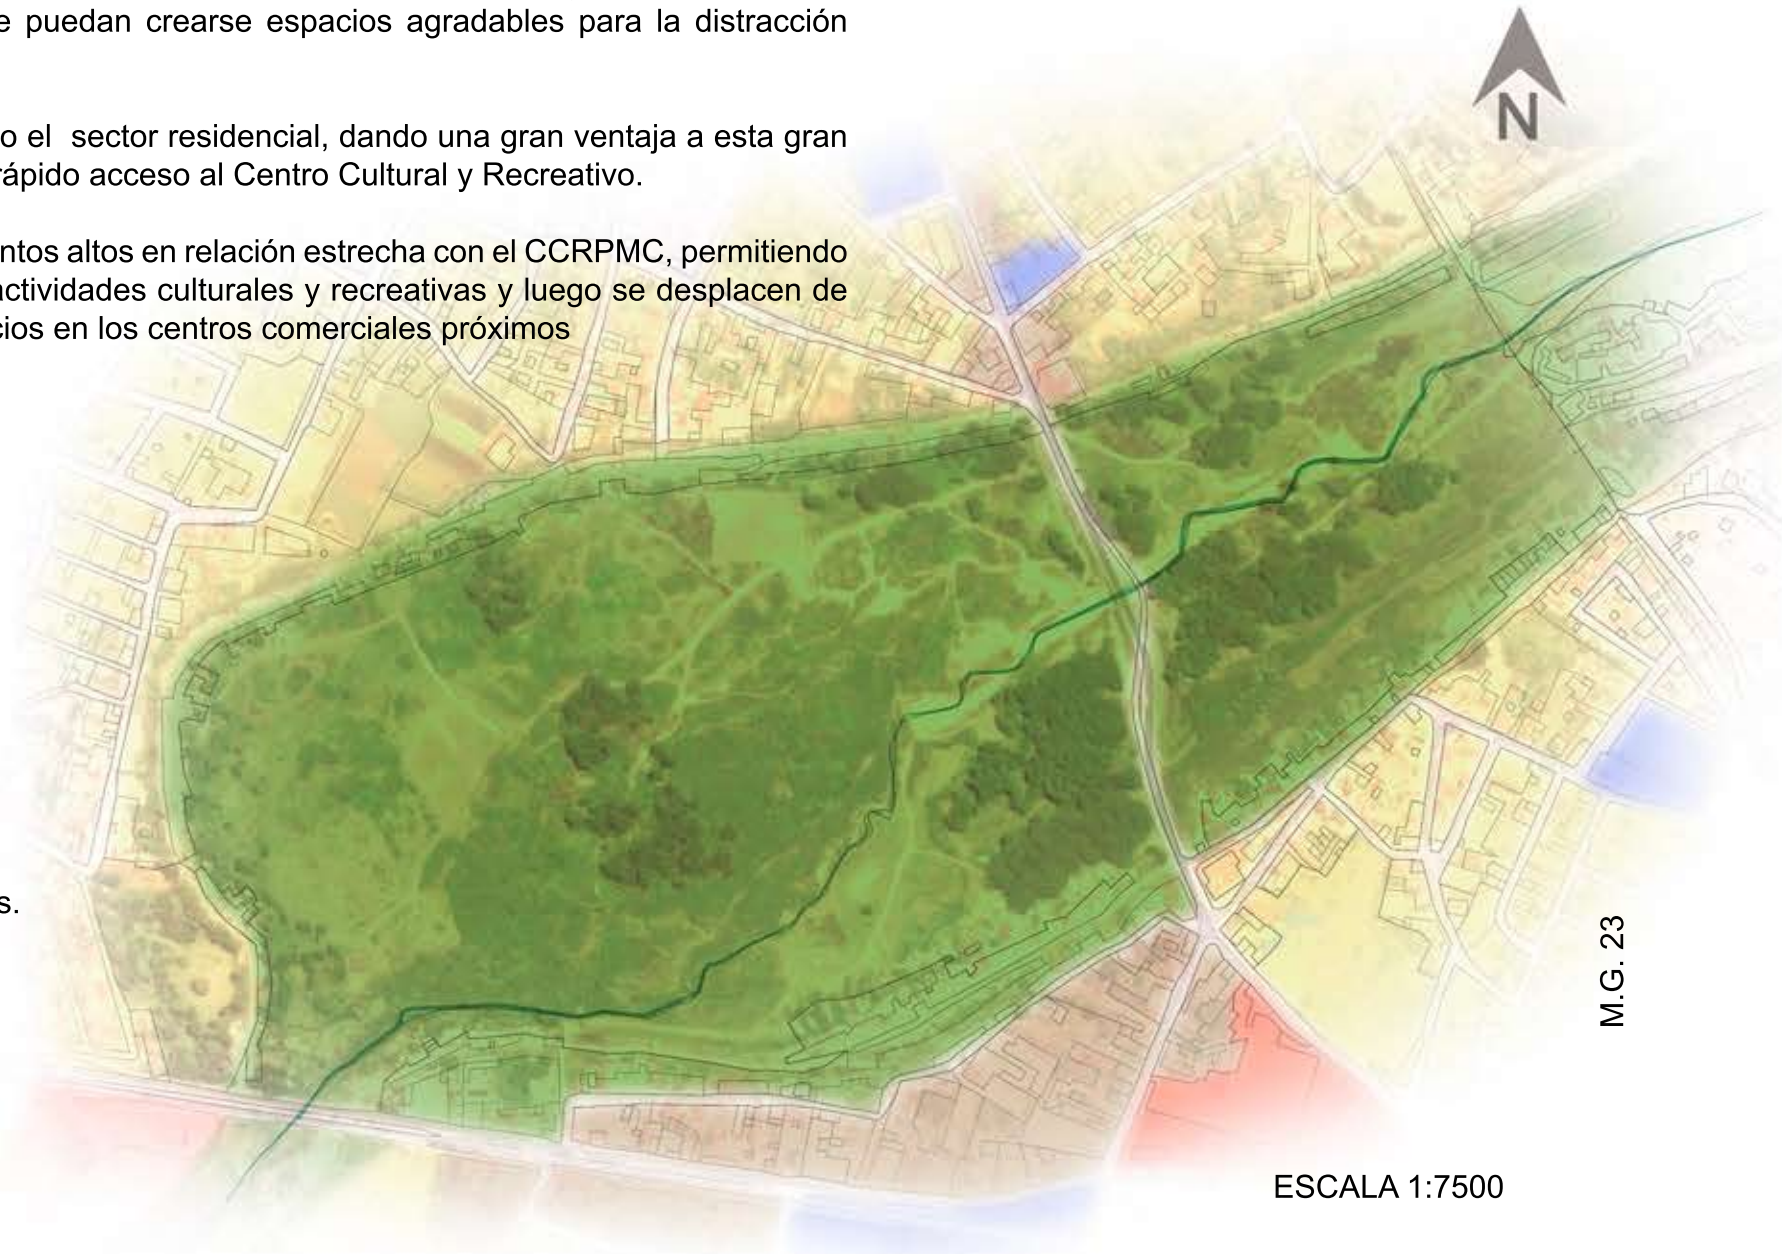 e puedan crearse espacios agradables para la distracción
o el sector residencial, dando una gran ventaja a esta gran
rápido acceso al Centro Cultural y Recreativo.
ntos altos en relación estrecha con el CCRPMC, permitiendo
actividades culturales y recreativas y luego se desplacen de
cios en los centros comerciales próximos
N
s.
M.G. 23
ESCALA 1:7500